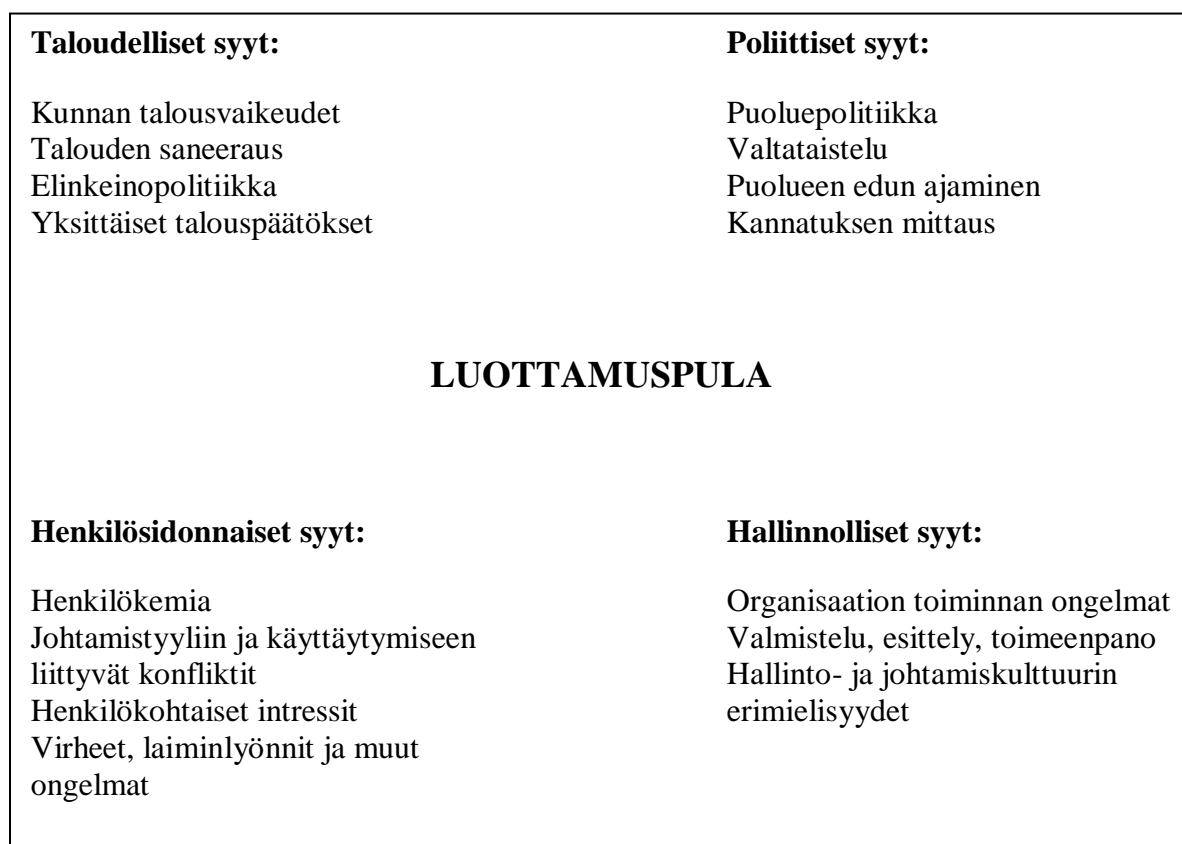 Taloudelliset syyt:
Kunnan talousvaikeudet
Talouden saneeraus
Elinkeinopolitiikka
Yksittäiset talouspäätökset
Poliittiset syyt:
Puoluepolitiikka
Valtataistelu
Puolueen edun ajaminen
Kannatuksen mittaus
LUOTTAMUSPULA
Henkilösidonnaiset syyt:
Henkilökemia
Johtamistyyliin ja käyttäytymiseen
liittyvät konfliktit
Henkilökohtaiset intressit
Virheet, laiminlyönnit ja muut
ongelmat
Hallinnolliset syyt:
Organisaation toiminnan ongelmat
Valmistelu, esittely, toimeenpano
Hallinto- ja johtamiskulttuurin
erimielisyydet